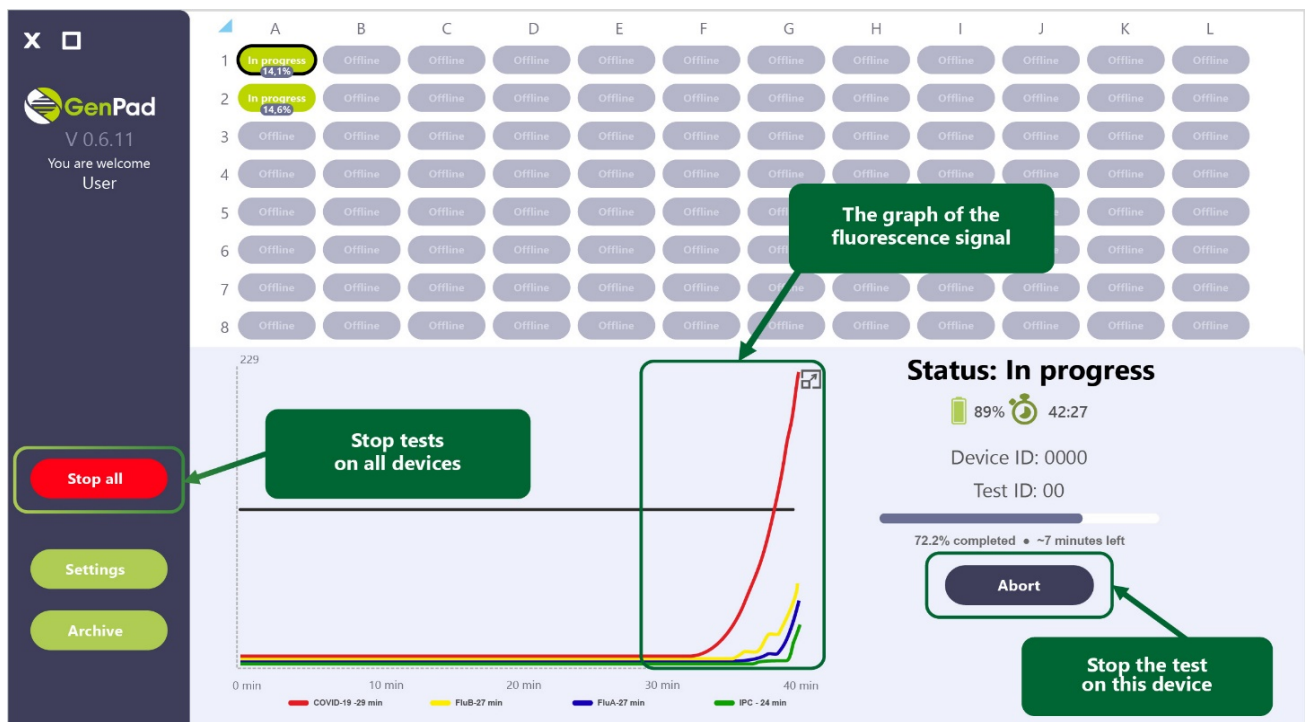 X
GenPad
V 0.6.11
You are welcome
User
Stop all
Settings
Archive
A B C D E F G H I J K L
1 In progress Offline Offline Offline Offline Offline Offline Offline Offline Offline Offline Offline
14,1%
2 In progress Offline Offline Offline Offline Offline Offline Offline Offline Offline Offline Offline
14,6%
3 Offline Offline Offline Offline Offline Offline Offline Offline Offline Offline Offline Offline
4 Offline Offline Offline Offline Offline Offline Offline Offline Offline Offline Offline Offline
5 Offline Offline Offline Offline Offline Offline Offline Offline Offline
6 Offline Offline Offline Offline Offline Offline Offline Offline
7 Offline Offline Offline Offline Offline Offline Offline Offline Offline Offline Offline Offline
8 Offline Offline Offline Offline Offline Offline Offline Offline Offline Offline Offline Offline
The graph of the
fluorescence signal
229
Stop tests
on all devices
0 min 10 min 20 min 30 min 40 min
COVID-19 -29 min FluB-27 min FluA-27 min IPC - 24 min
Status: In progress
89% 42:27
Device ID: 0000
Test ID: 00
72.2% completed • ~7 minutes left
Abort
Stop the test
on this device